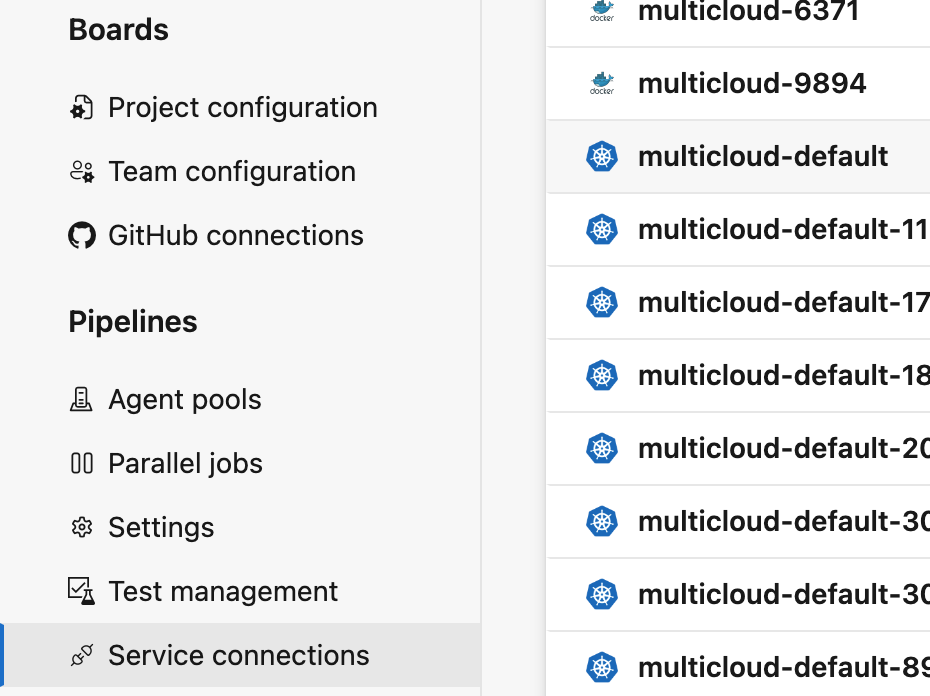 Boards
Project configuration
Team configuration
GitHub connections
Pipelines
Agent pools
Parallel jobs
Settings
Test management
Service connections
docker
multicloud-6371
docker
multicloud-9894
multicloud-default
multicloud-default-11
multicloud-default-17
multicloud-default-18
multicloud-default-20
multicloud-default-30
multicloud-default-30
multicloud-default-89